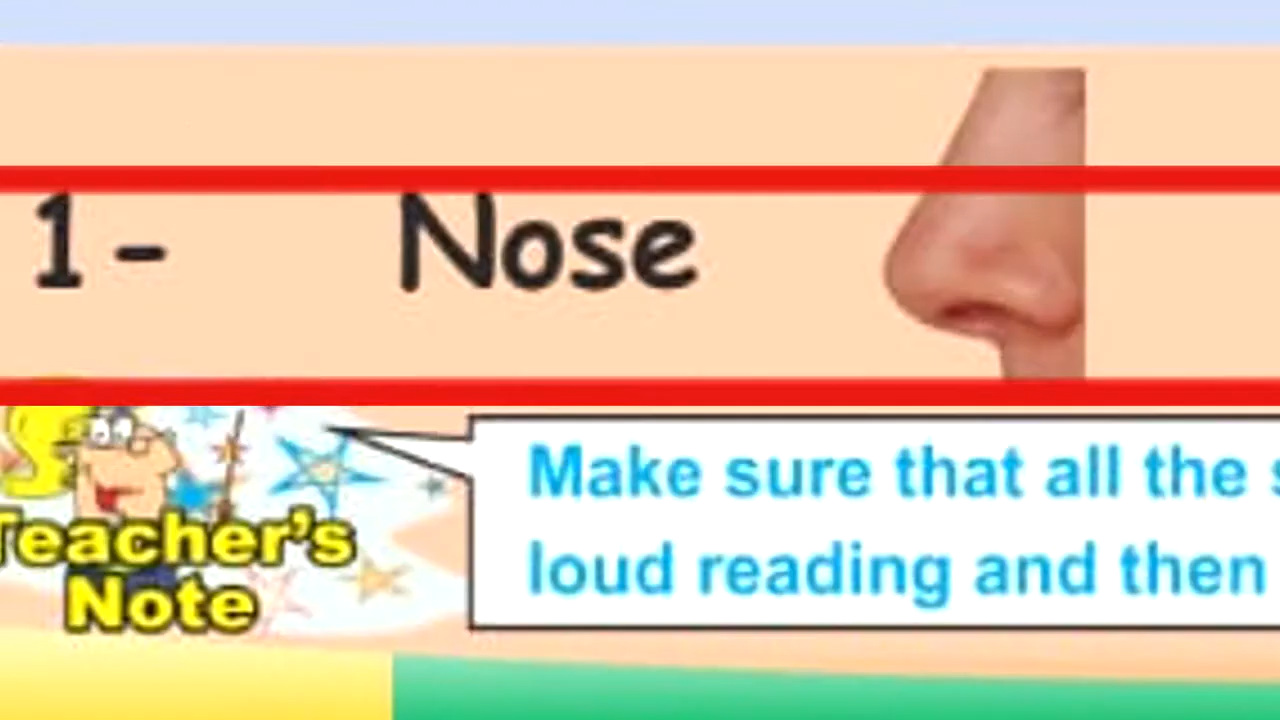 1- Nose
Teacher's
Note
Make sure that all the
loud reading and then